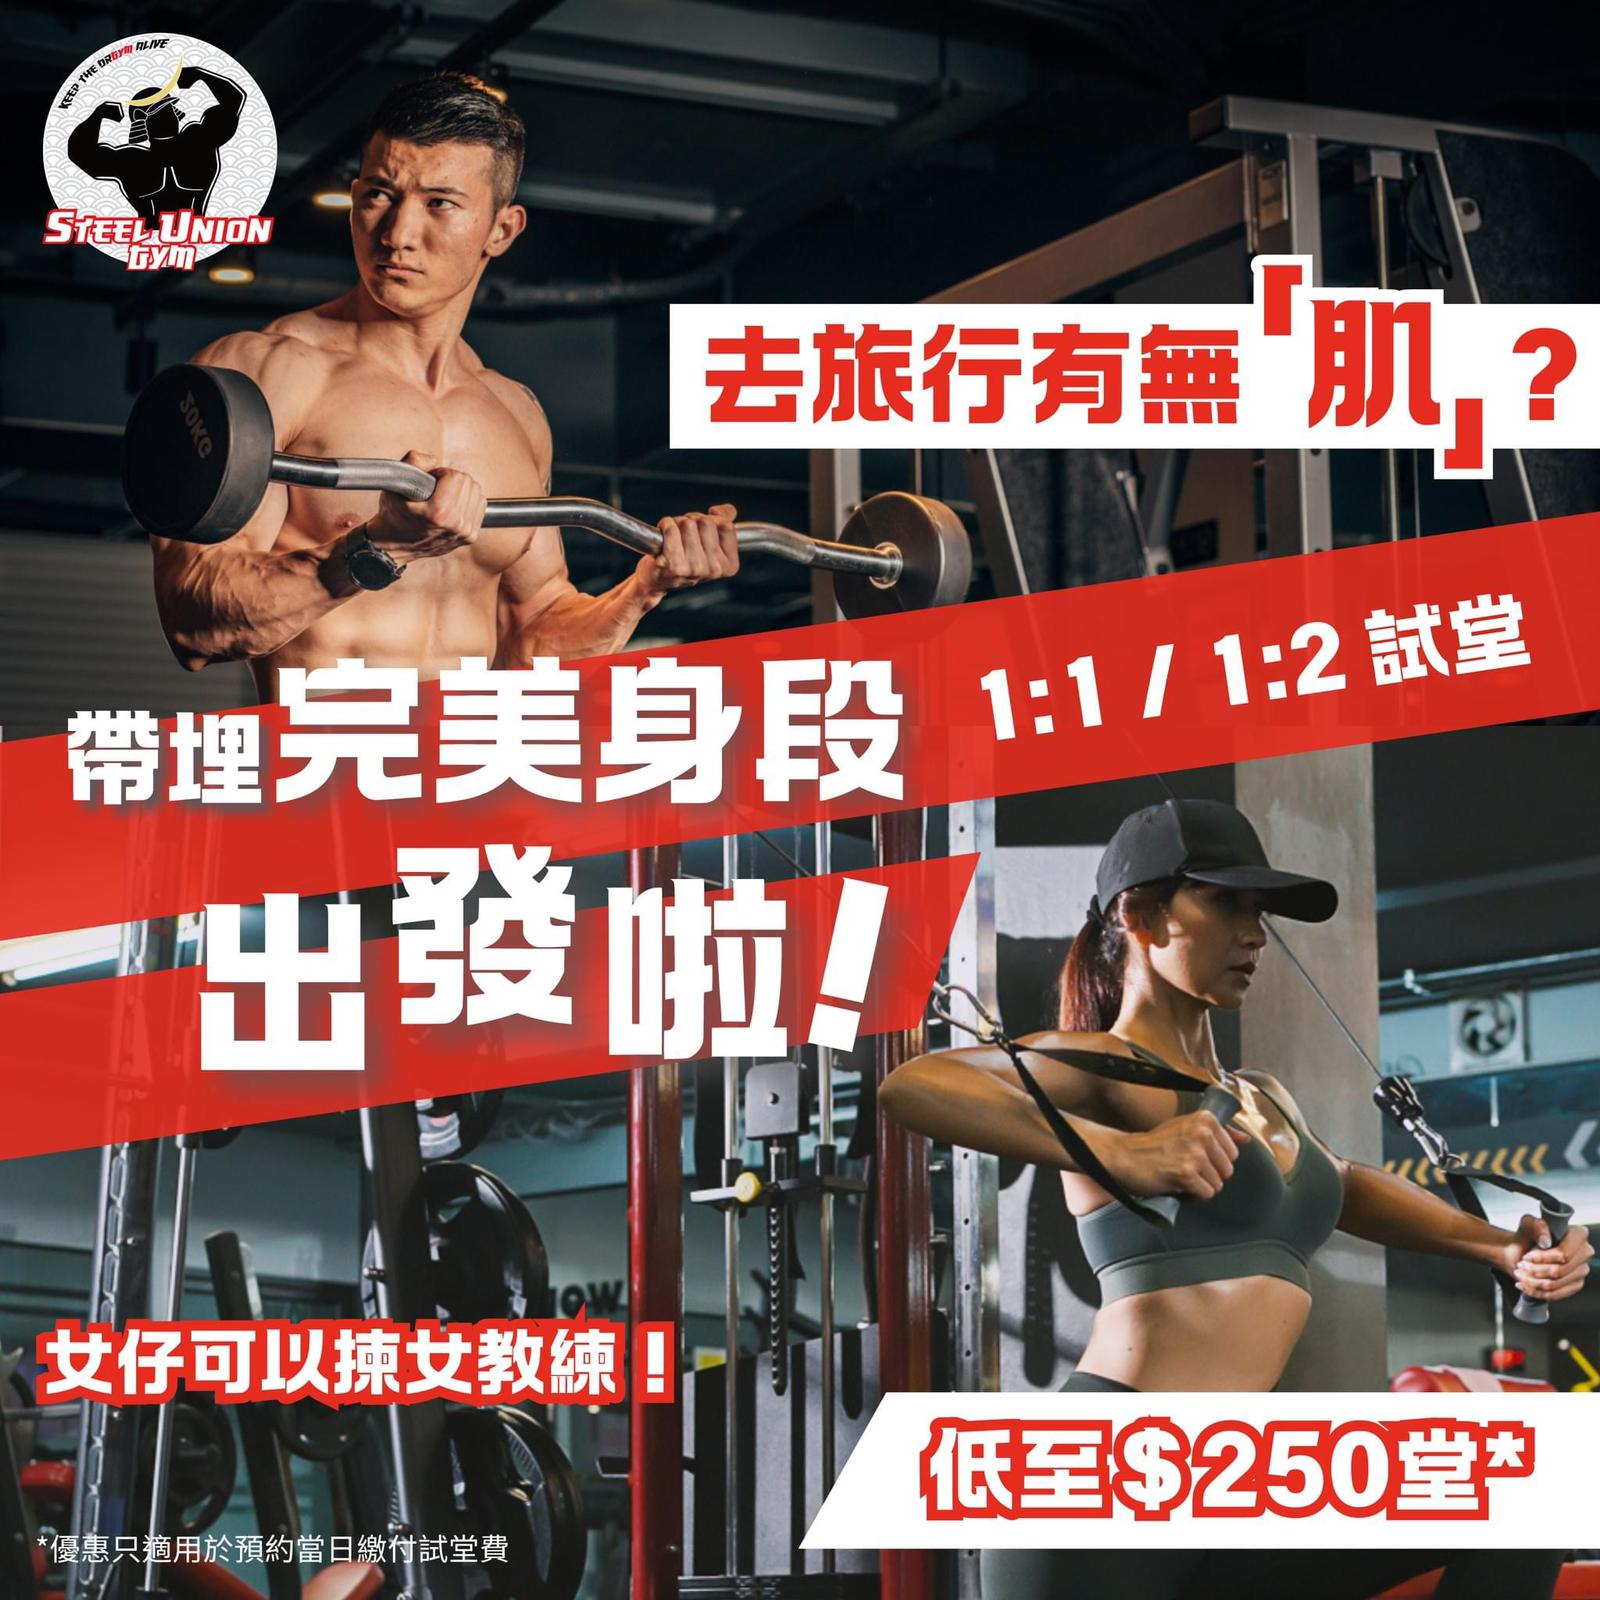 KEEP THE ORGYM ALIVE
STEEL UNION
GYM
50KG
去旅行有無「肌」?
帶埋完美身段 1:1 / 1:2 試堂
出發啦!
女仔可以揀女教練!
低至$250堂*
*優惠只適用於預約當日繳付試堂費